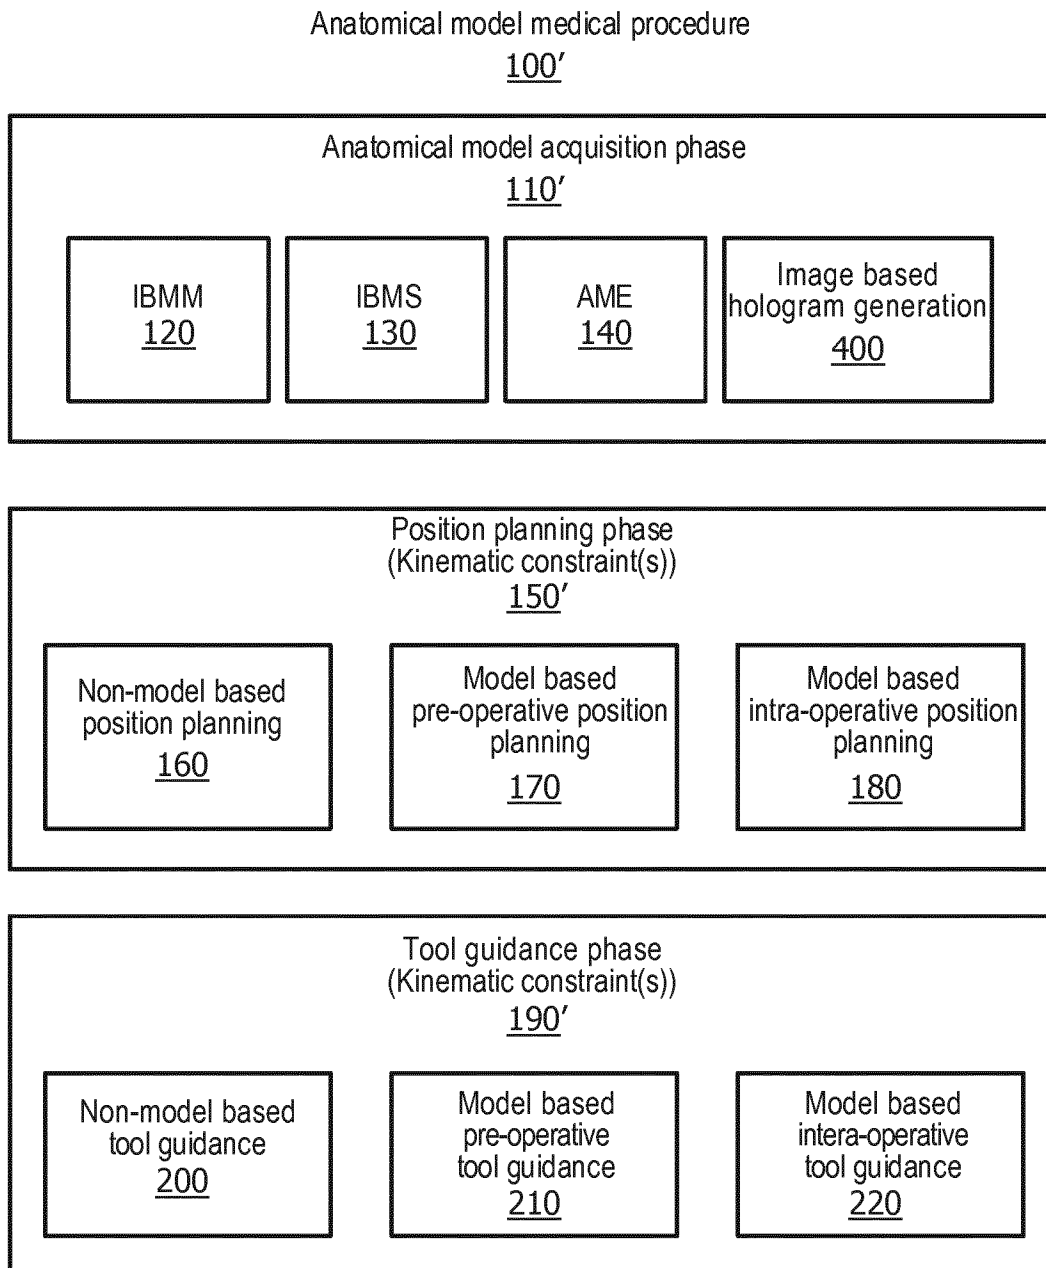 Anatomical model medical procedure
100′
Anatomical model acquisition phase
110′
IBMM
120
IBMS
130
AME
140
Image based
hologram generation
400
Position planning phase
(Kinematic constraint(s))
150′
Non-model based
position planning
160
Model based
pre-operative position
planning
170
Model based
intra-operative position
planning
180
Tool guidance phase
(Kinematic constraint(s))
190′
Non-model based
tool guidance
200
Model based
pre-operative
tool guidance
210
Model based
intera-operative
tool guidance
220